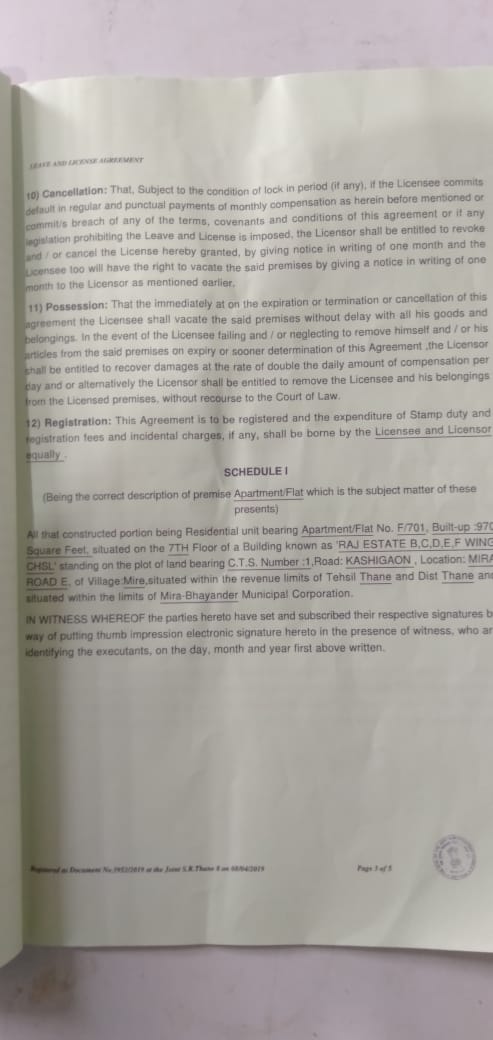 LEAVE AND LICENSE AGREEMENT
10) Cancellation: That, Subject to the condition of lock in period (if any), if the Licensee commits
default in regular and punctual payments of monthly compensation as herein before mentioned or
commit/s breach of any of the terms, covenants and conditions of this agreement or if any
legislation prohibiting the Leave and License is imposed, the Licensor shall be entitled to revoke
and / or cancel the License hereby granted, by giving notice in writing of one month and the
Licensee too will have the right to vacate the said premises by giving a notice in writing of one
month to the Licensor as mentioned earlier.
11) Possession: That the immediately at on the expiration or termination or cancellation of this
agreement the Licensee shall vacate the said premises without delay with all his goods and
belongings. In the event of the Licensee failing and / or neglecting to remove himself and / or his
articles from the said premises on expiry or sooner determination of this Agreement ,the Licensor
shall be entitled to recover damages at the rate of double the daily amount of compensation per
day and or alternatively the Licensor shall be entitled to remove the Licensee and his belongings
from the Licensed premises, without recourse to the Court of Law.
12) Registration: This Agreement is to be registered and the expenditure of Stamp duty and
registration fees and incidental charges, if any, shall be borne by the Licensee and Licensor
equally .
SCHEDULE I
(Being the correct description of premise Apartment/Flat which is the subject matter of these
presents)
All that constructed portion being Residential unit bearing Apartment/Flat No. F/701, Built-up :970
Square Feet, situated on the 7TH Floor of a Building known as 'RAJ ESTATE B,C,D,E,F WING
CHSL' standing on the plot of land bearing C.T.S. Number :1,Road: KASHIGAON , Location: MIRA
ROAD E, of Village:Mire,situated within the revenue limits of Tehsil Thane and Dist Thane and
situated within the limits of Mira-Bhayander Municipal Corporation.
IN WITNESS WHEREOF the parties hereto have set and subscribed their respective signatures b
way of putting thumb impression electronic signature hereto in the presence of witness, who ar
identifying the executants, on the day, month and year first above written.
Registered as Document No.3952/2019 at the Joint S.R.Thane 8 on 08/04/2019
Page 3 of 5